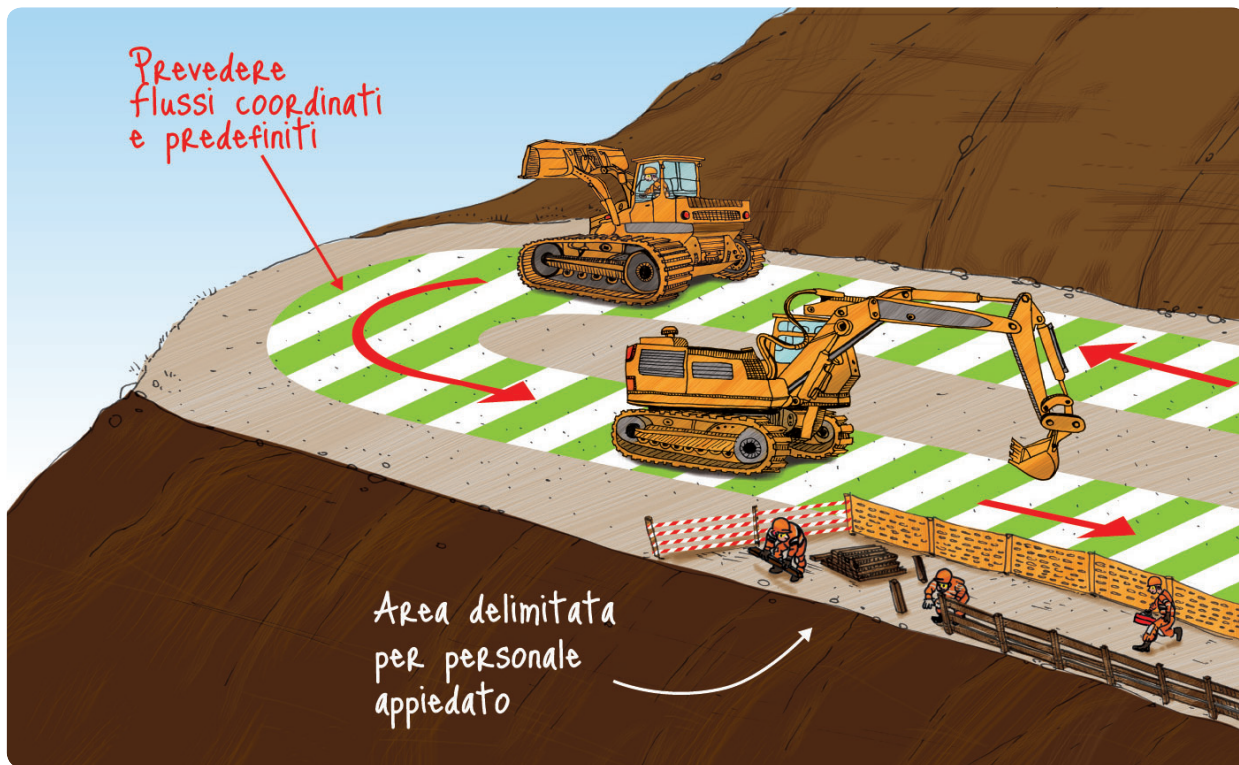 Prevedere
flussi coordinati
e predefiniti
Area delimitata
per personale
appiedato